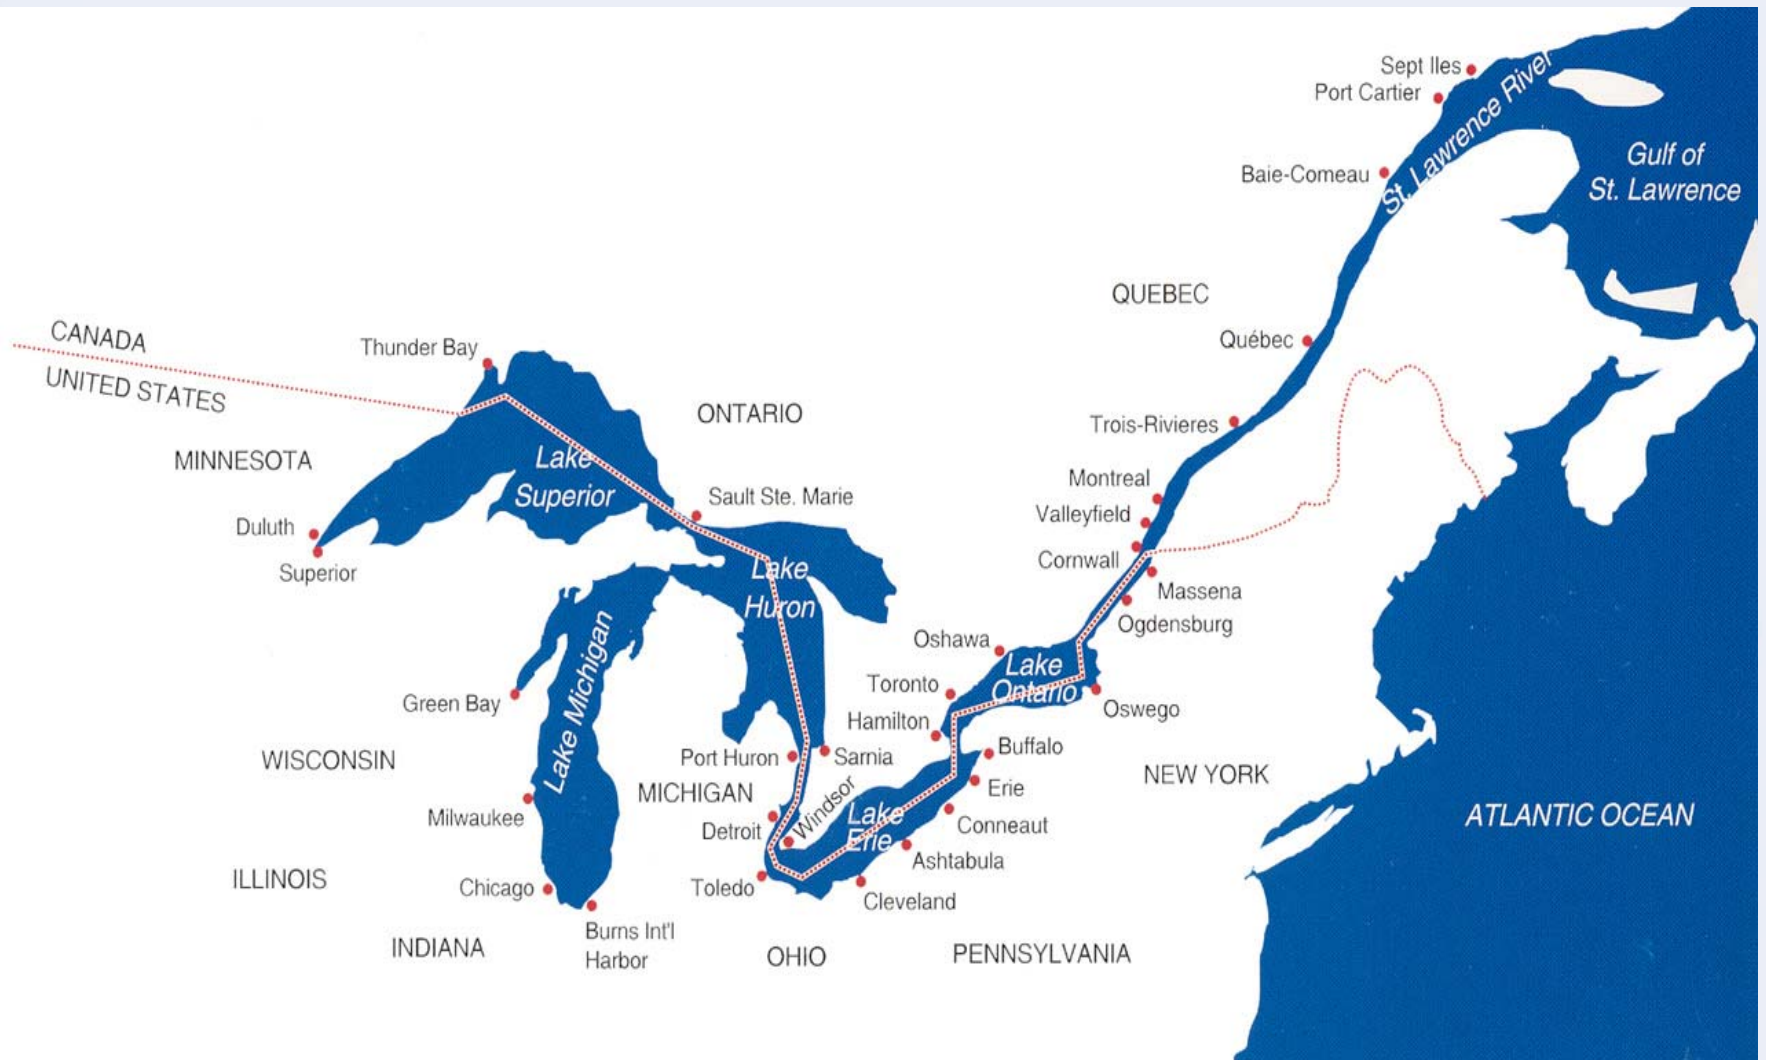 Sept Iles
Port Cartier
St. Lawrence River
Gulf of
St. Lawrence
Baie-Comeau
QUEBEC
Québec
CANADA
UNITED STATES
Thunder Bay
ONTARIO
Trois-Rivieres
MINNESOTA
Lake
Superior
Sault Ste. Marie
Montreal
Valleyfield
Cornwall
Duluth
Superior
Lake
Huron
Massena
Ogdensburg
Oshawa
Lake
Ontario
Toronto
Hamilton
Oswego
Green Bay
Lake Michigan
WISCONSIN
Port Huron
Sarnia
Buffalo
Erie
NEW YORK
MICHIGAN
Windsor
Milwaukee
Detroit
Lake
Erie
Conneaut
ATLANTIC OCEAN
Ashtabula
ILLINOIS
Chicago
Toledo
Cleveland
Burns Int'l
Harbor
INDIANA
OHIO
PENNSYLVANIA